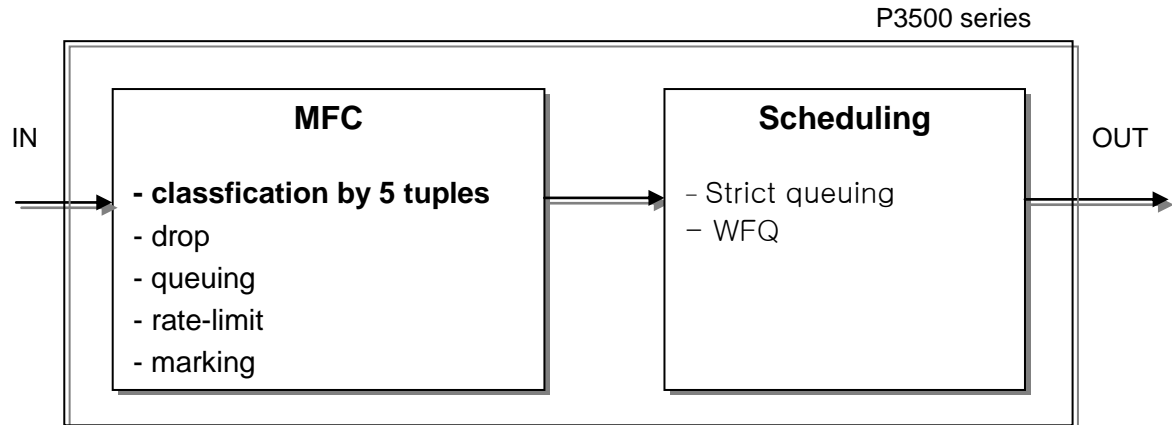 P3500 series
IN
MFC
- classfication by 5 tuples
- drop
- queuing
- rate-limit
- marking
Scheduling
- Strict queuing
- WFQ
OUT